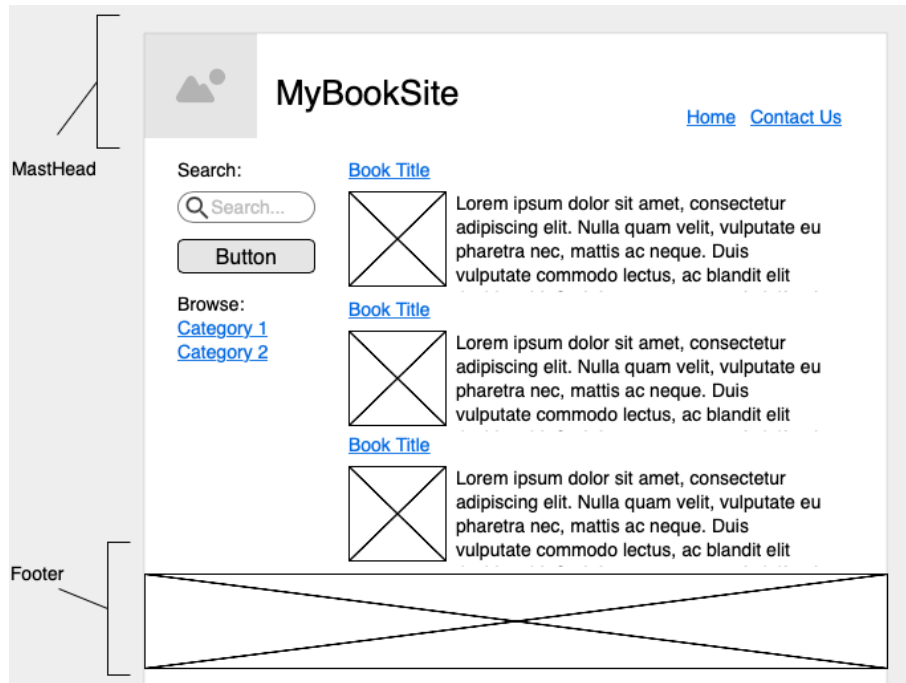 MyBookSite
Home Contact Us
MastHead
Search:
Search...
Button
Browse:
Category 1
Category 2
Book Title
Lorem ipsum dolor sit amet, consectetur
adipiscing elit. Nulla quam velit, vulputate eu
pharetra nec, mattis ac neque. Duis
vulputate commodo lectus, ac blandit elit
Book Title
Lorem ipsum dolor sit amet, consectetur
adipiscing elit. Nulla quam velit, vulputate eu
pharetra nec, mattis ac neque. Duis
vulputate commodo lectus, ac blandit elit
Book Title
Lorem ipsum dolor sit amet, consectetur
adipiscing elit. Nulla quam velit, vulputate eu
pharetra nec, mattis ac neque. Duis
vulputate commodo lectus, ac blandit elit
Footer